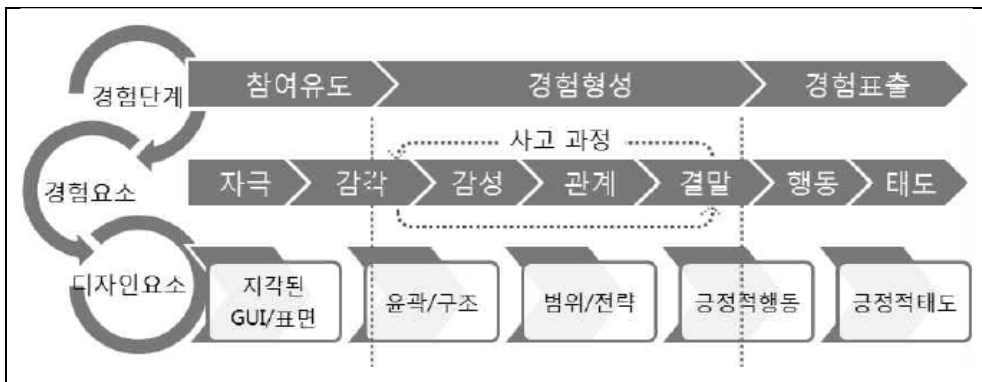 경험단계
참여유도
경험형성
경험표출
사고 과정
경험요소
자극
감각
감성
관계
결말
행동
태도
디자인요소
지각된
GUI/표면
윤곽/구조
범위/전략
긍정적행동
긍정적태도